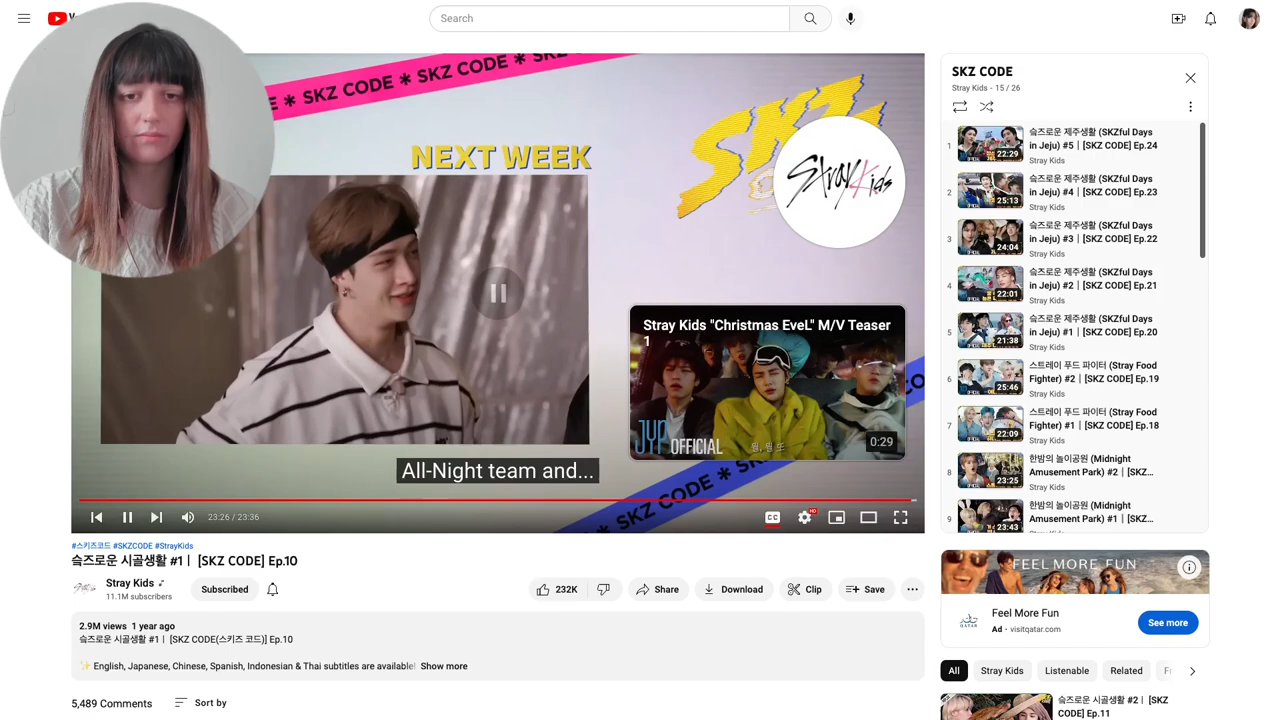 Search
* SKZ CODE * SKZ CODE * SKZ CODE *
NEXT WEEK
SKZ
Stray Kids
Stray Kids "Christmas EveL" M/V Teaser
1
JYP OFFICIAL
0:29
All-Night team and...
* SKZ CODE * SK
CO
23:26 / 23:36
CC
HD
#스키즈코드 #SKZCODE #StrayKids
슼즈로운 시골생활 #1｜ [SKZ CODE] Ep.10
Stray Kids
11.1M subscribers
Subscribed
232K
Share
Download
Clip
Save
2.9M views 1 year ago
슼즈로운 시골생활 #1｜ [SKZ CODE(스키즈 코드)] Ep.10
✨ English, Japanese, Chinese, Spanish, Indonesian & Thai subtitles are available! Show more
5,489 Comments
Sort by
SKZ CODE
Stray Kids - 15 / 26
1
22:29
슼즈로운 제주생활 (SKZful Days
in Jeju) #5｜[SKZ CODE] Ep.24
Stray Kids
2
25:13
슼즈로운 제주생활 (SKZful Days
in Jeju) #4｜[SKZ CODE] Ep.23
Stray Kids
3
24:04
슼즈로운 제주생활 (SKZful Days
in Jeju) #3｜[SKZ CODE] Ep.22
Stray Kids
4
22:01
슼즈로운 제주생활 (SKZful Days
in Jeju) #2｜[SKZ CODE] Ep.21
Stray Kids
5
21:38
슼즈로운 제주생활 (SKZful Days
in Jeju) #1｜[SKZ CODE] Ep.20
Stray Kids
6
25:46
스트레이 푸드 파이터 (Stray Food
Fighter) #2｜[SKZ CODE] Ep.19
Stray Kids
7
22:09
스트레이 푸드 파이터 (Stray Food
Fighter) #1｜[SKZ CODE] Ep.18
Stray Kids
8
23:25
한밤의 놀이공원 (Midnight
Amusement Park) #2｜[SKZ...
Stray Kids
9
23:43
한밤의 놀이공원 (Midnight
Amusement Park) #1｜[SKZ...
FEEL MORE FUN
QATAR
Feel More Fun
Ad - visitqatar.com
See more
All
Stray Kids
Listenable
Related
슼즈로운 시골생활 #2｜[SKZ
CODE] Ep.11